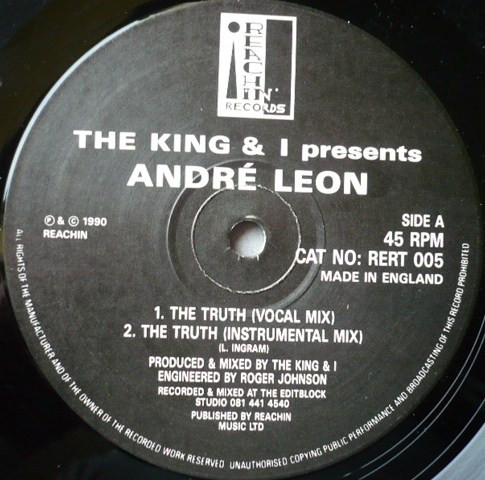 REACHIN'
RECORDS
THE KING & I presents
ANDRÉ LEON
℗ & © 1990
REACHIN
SIDE A
45 RPM
CAT NO: RERT 005
MADE IN ENGLAND
1. THE TRUTH (VOCAL MIX)
2. THE TRUTH (INSTRUMENTAL MIX)
(L. INGRAM)
PRODUCED & MIXED BY THE KING & I
ENGINEERED BY ROGER JOHNSON
RECORDED & MIXED AT THE EDITBLOCK
STUDIO 081 441 4540
PUBLISHED BY REACHIN
MUSIC LTD
ALL RIGHTS OF THE MANUFACTURER AND OF THE OWNER OF THE RECORDED WORK RESERVED UNAUTHORISED COPYING PUBLIC PERFORMANCE AND BROADCASTING OF THIS RECORD PROHIBITED